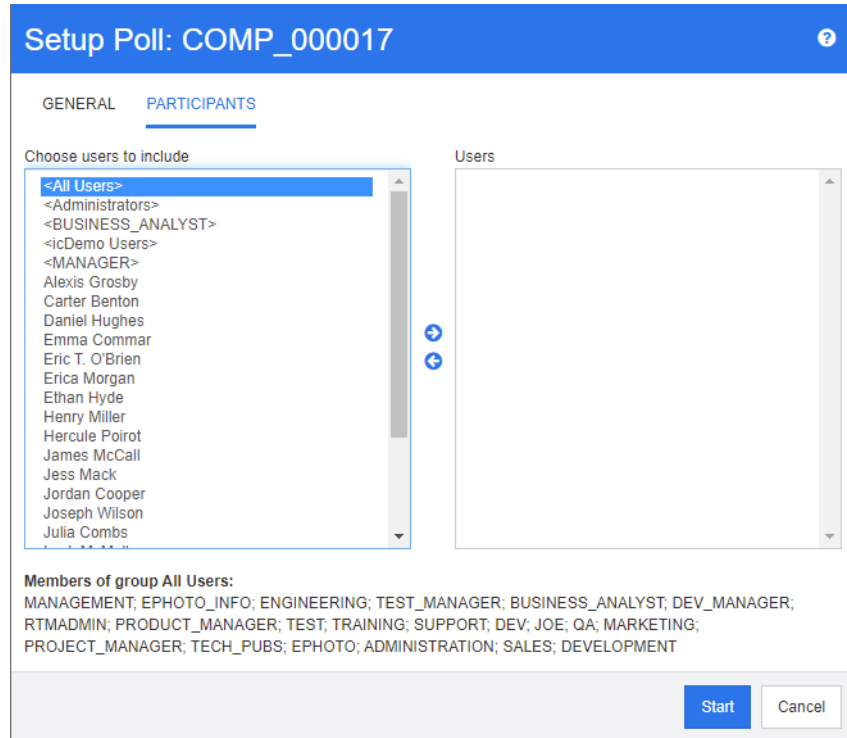 Setup Poll: COMP_000017
?
GENERAL PARTICIPANTS
Choose users to include
Users
<All Users>
<Administrators>
<BUSINESS_ANALYST>
<icDemo Users>
<MANAGER>
Alexis Grosby
Carter Benton
Daniel Hughes
Emma Commar
Eric T. O'Brien
Erica Morgan
Ethan Hyde
Henry Miller
Hercule Poirot
James McCall
Jess Mack
Jordan Cooper
Joseph Wilson
Julia Combs
Members of group All Users:
MANAGEMENT; EPHOTO_INFO; ENGINEERING; TEST_MANAGER; BUSINESS_ANALYST; DEV_MANAGER;
RTMADMIN; PRODUCT_MANAGER; TEST; TRAINING; SUPPORT; DEV; JOE; QA; MARKETING;
PROJECT_MANAGER; TECH_PUBS; EPHOTO; ADMINISTRATION; SALES; DEVELOPMENT
Start Cancel